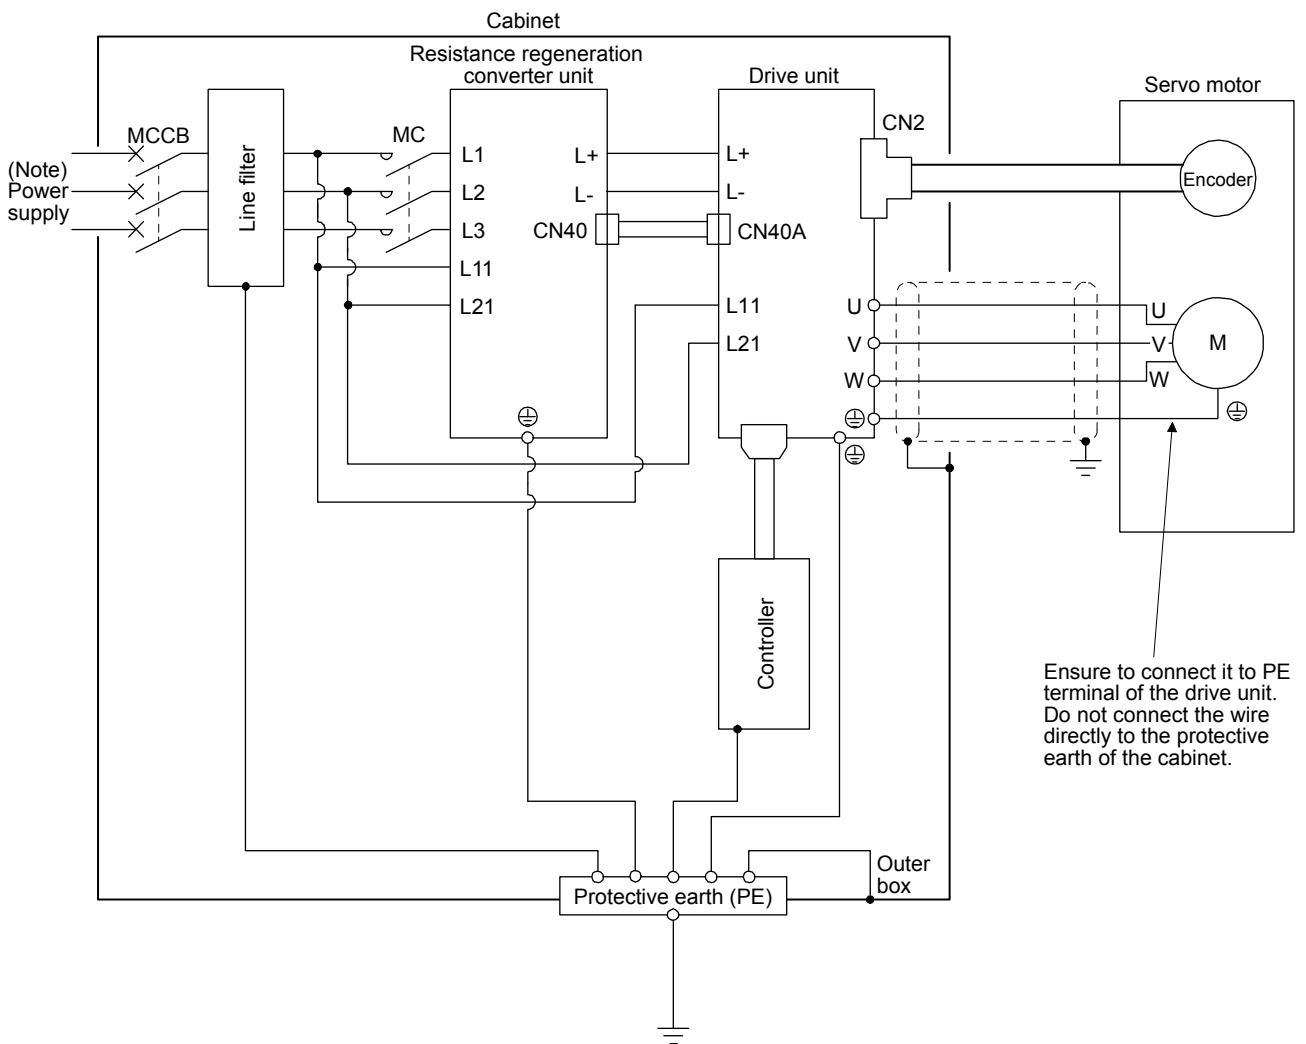 Cabinet
Resistance regeneration
converter unit
Drive unit
Servo motor
MCCB
Line filter
MC
CN2
(Note)
Power
supply
L1
L+
L+
L2
L-
L-
Encoder
L3
CN40
CN40A
L11
L21
L11
U
U
L21
V
V
M
W
W
Controller
Ensure to connect it to PE
terminal of the drive unit.
Do not connect the wire
directly to the protective
earth of the cabinet.
Outer
box
Protective earth (PE)